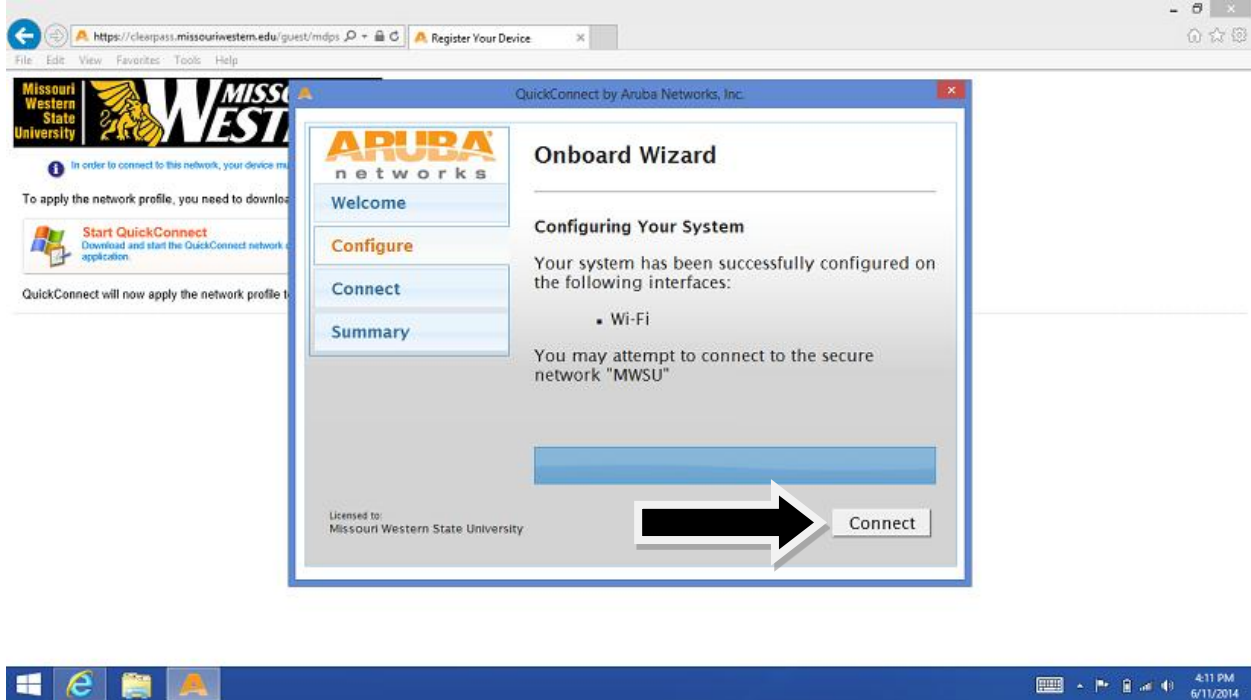 https://clearpass.missouriwestern.edu/guest/mdps
Register Your Device
File Edit View Favorites Tools Help
Missouri
Western
State
University
MISS
WEST
In order to connect to this network, your device
To apply the network profile, you need to
Start QuickConnect
Download and start the QuickConnect network
application.
QuickConnect will now apply the network profile
QuickConnect by Aruba Networks, Inc.
ARUBA
networks
Welcome
Configure
Connect
Summary
Licensed to:
Missouri Western State University
Onboard Wizard
Configuring Your System
Your system has been successfully configured on
the following interfaces:
• Wi-Fi
You may attempt to connect to the secure
network "MWSU"
Connect
4:11 PM
6/11/2014